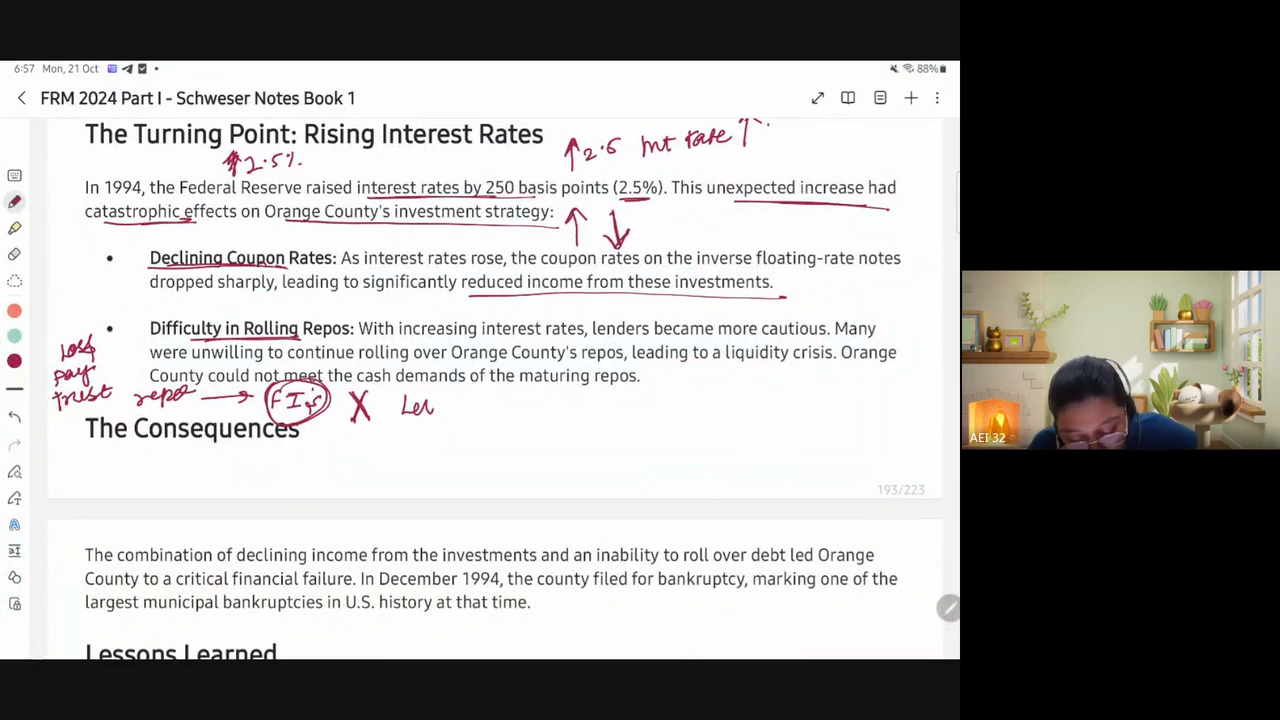 6:57 Mon, 21 Oct
88%
FRM 2024 Part I - Schweser Notes Book 1
The Turning Point: Rising Interest Rates
↑ 2.5%.
↑ 2.5 Int rate ↑
In 1994, the Federal Reserve raised interest rates by 250 basis points (2.5%). This unexpected increase had
catastrophic effects on Orange County's investment strategy:
• Declining Coupon Rates: As interest rates rose, the coupon rates on the inverse floating-rate notes
dropped sharply, leading to significantly reduced income from these investments.
• Difficulty in Rolling Repos: With increasing interest rates, lenders became more cautious. Many
were unwilling to continue rolling over Orange County's repos, leading to a liquidity crisis. Orange
County could not meet the cash demands of the maturing repos.
loss
pay
trust repo → X Lev
The Consequences
193/223
The combination of declining income from the investments and an inability to roll over debt led Orange
County to a critical financial failure. In December 1994, the county filed for bankruptcy, marking one of the
largest municipal bankruptcies in U.S. history at that time.
Lessons Learned
AEI 32